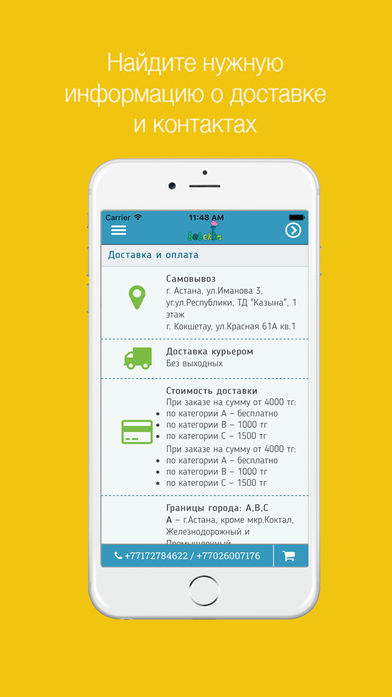 Найдите нужную
информацию о доставке
и контактах
Carrier
11:48 AM
Доставка и оплата
Самовывоз
г. Астана, ул.Иманова 3,
уг.ул.Республики, ТД "Казына", 1
этаж
г. Кокшетау, ул.Красная 61А кв.1
Доставка курьером
Без выходных
Стоимость доставки
При заказе на сумму от 4000 тг:
• по категории А – бесплатно
• по категории В – 1000 тг
• по категории С – 1500 тг
При заказе на сумму от 4000 тг:
• по категории А – бесплатно
• по категории В – 1000 тг
• по категории С – 1500 тг
Границы города: А,В,С
А – г.Астана, кроме мкр.Коктал,
Железнодорожный и
Промышленный
+77172784622 / +77026007176